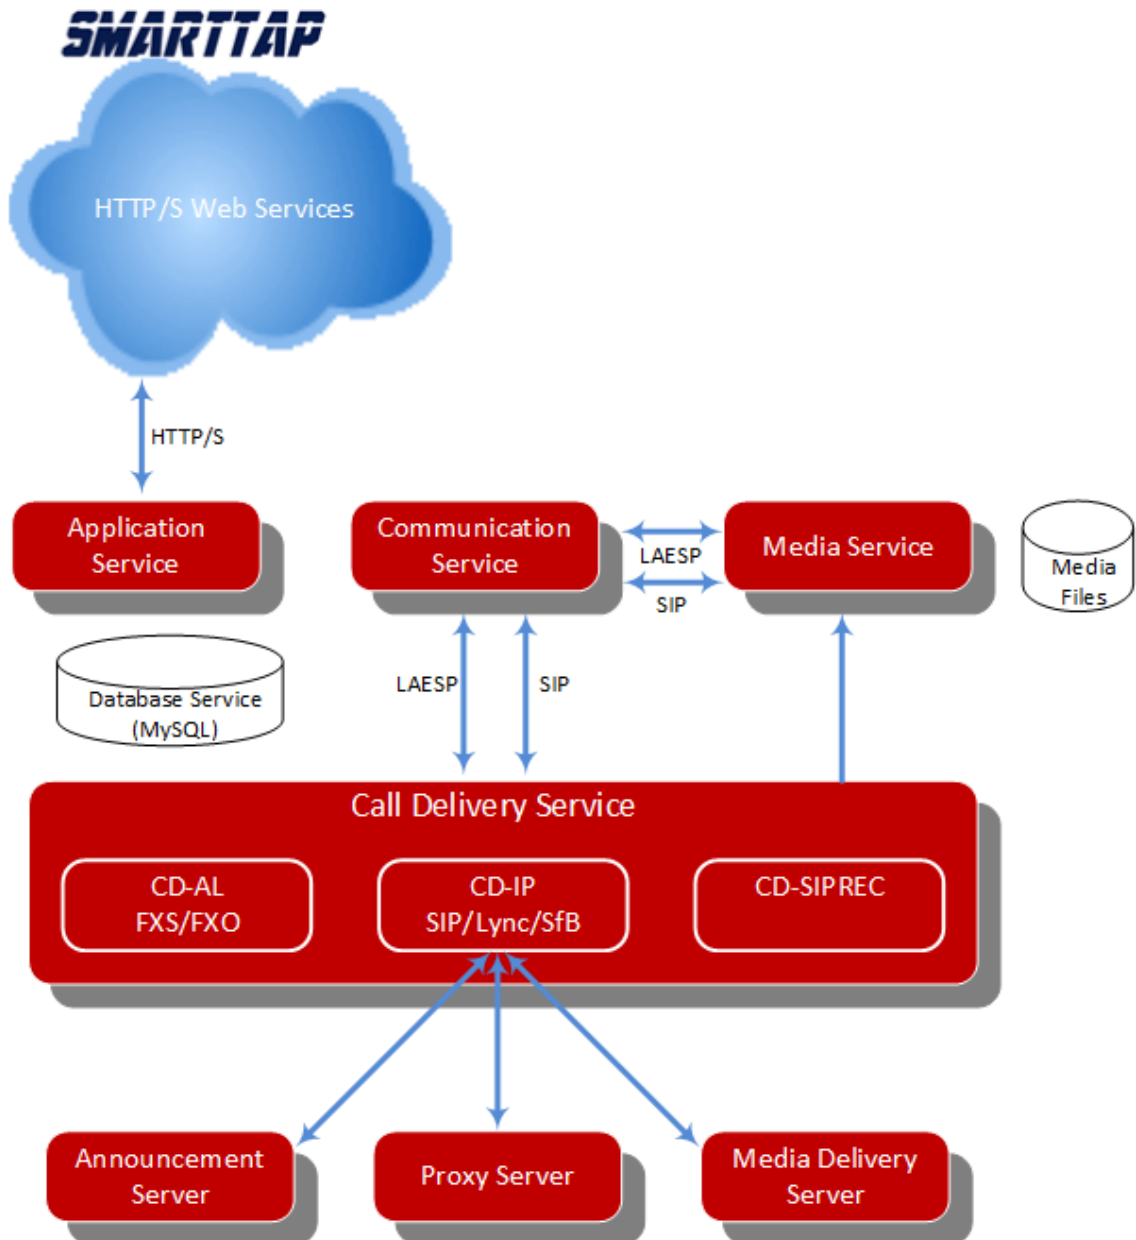 SMARTTAP
HTTP/S Web Services
HTTP/S
Application
Service
Communication
Service
LAESP
SIP
Media Service
Media
Files
Database Service
(MySQL)
LAESP
SIP
Call Delivery Service
CD-AL
FXS/FXO
CD-IP
SIP/Lync/SfB
CD-SIPREC
Announcement
Server
Proxy Server
Media Delivery
Server